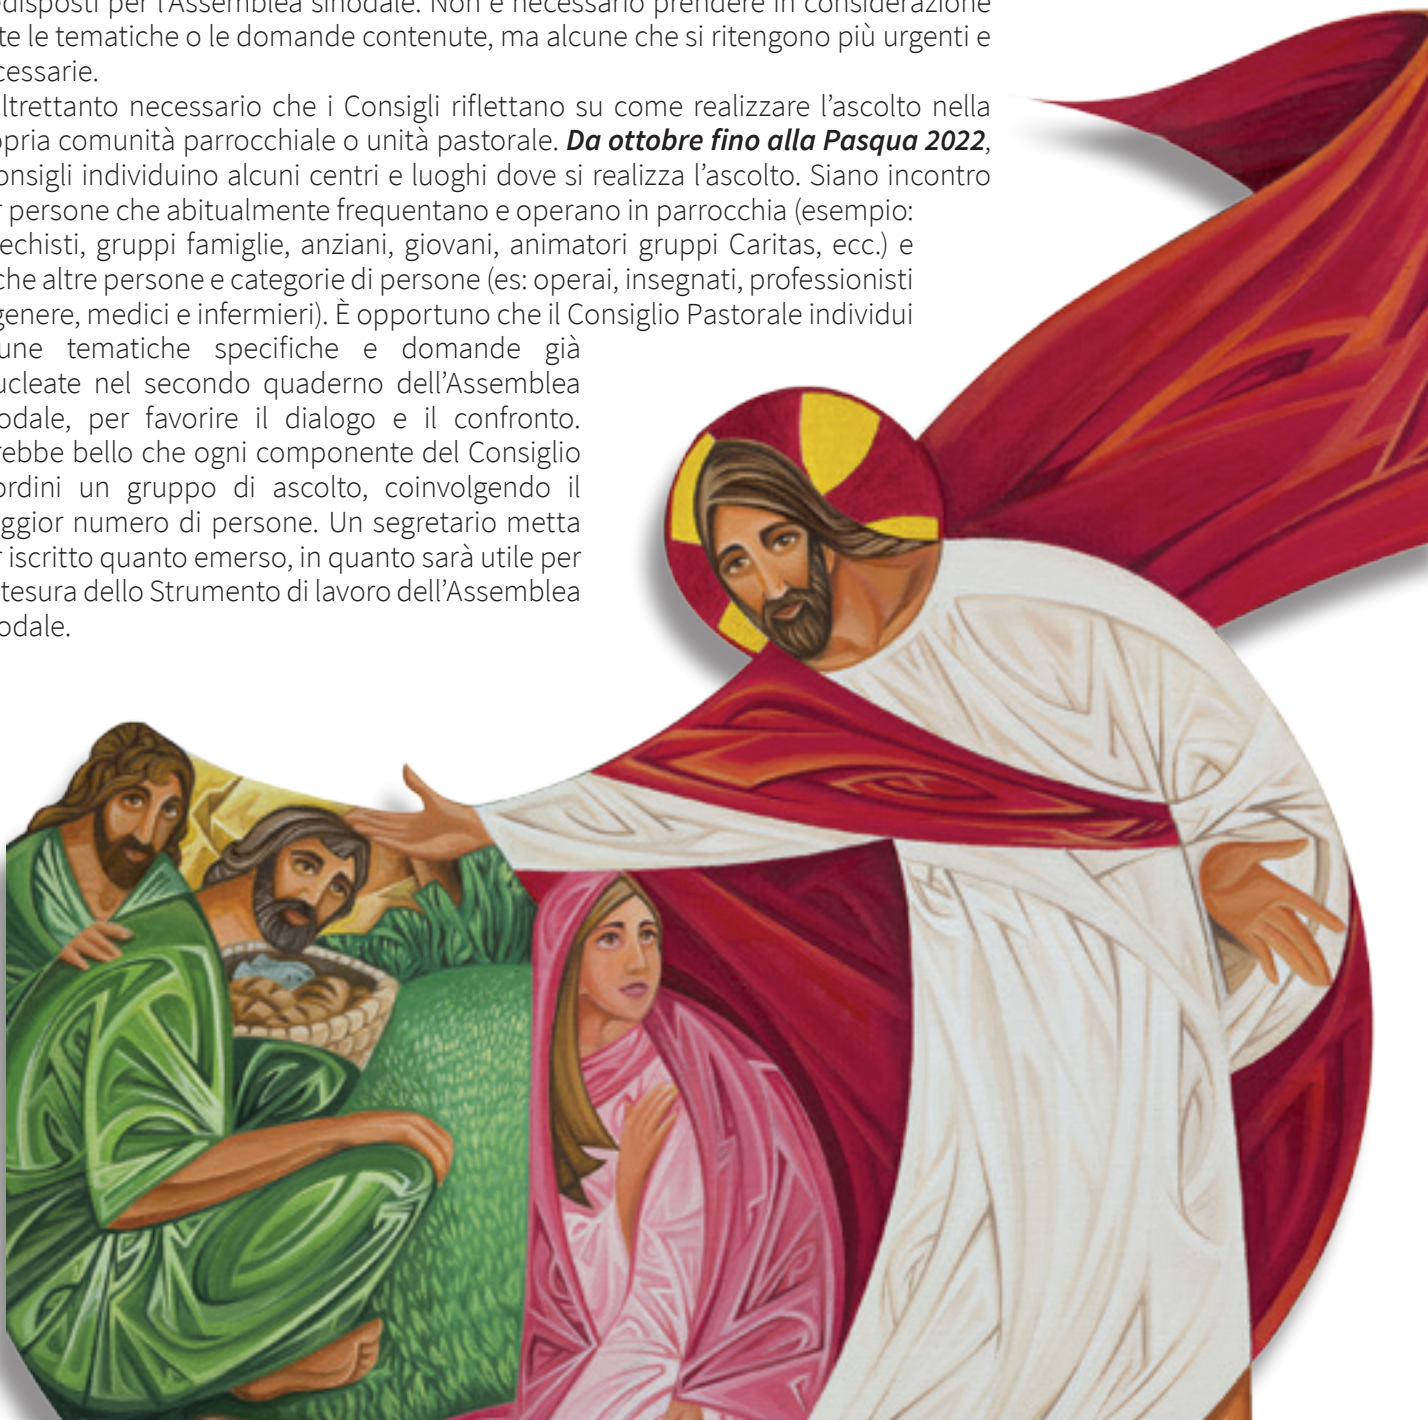 edisposti per l’Assemblea sinodale. Non è necessario prendere in considerazione
te le tematiche o le domande contenute, ma alcune che si ritengono più urgenti e
cessarie.
ltrettanto necessario che i Consigli riflettano su come realizzare l’ascolto nella
opria comunità parrocchiale o unità pastorale. Da ottobre fino alla Pasqua 2022,
onsigli individuino alcuni centri e luoghi dove si realizza l’ascolto. Siano incontro
r persone che abitualmente frequentano e operano in parrocchia (esempio:
echisti, gruppi famiglie, anziani, giovani, animatori gruppi Caritas, ecc.) e
che altre persone e categorie di persone (es: operai, insegnati, professionisti
genere, medici e infermieri). È opportuno che il Consiglio Pastorale individui
une tematiche specifiche e domande già
ucleate nel secondo quaderno dell’Assemblea
odale, per favorire il dialogo e il confronto.
rebbe bello che ogni componente del Consiglio
ordini un gruppo di ascolto, coinvolgendo il
ggior numero di persone. Un segretario metta
r iscritto quanto emerso, in quanto sarà utile per
tesura dello Strumento di lavoro dell’Assemblea
odale.